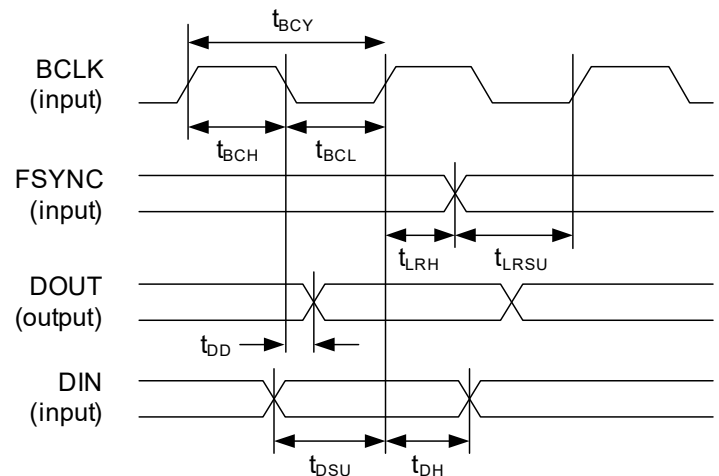 tBCY
BCLK
(input)
tBCH
tBCL
FSYNC
(input)
tLRH
tLRSU
DOUT
(output)
tDD
DIN
(input)
tDSU
tDH